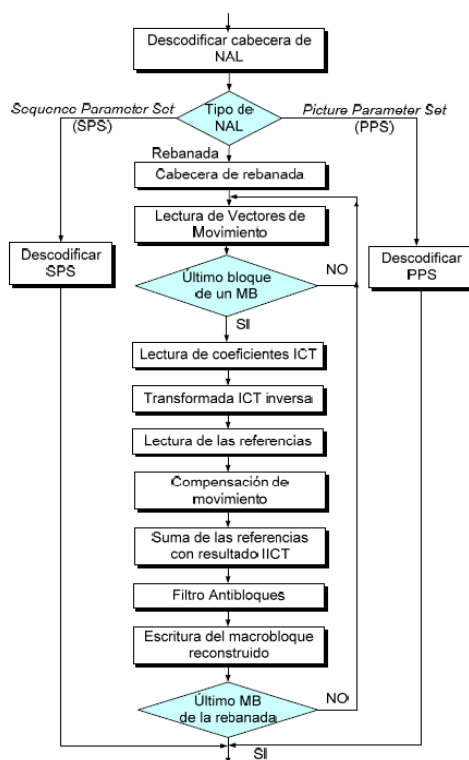 Descodificar cabecera de
NAL
Sequence Parameter Set
(SPS)
Tipo de
NAL
Picture Parameter Set
(PPS)
Rebanada
Cabecera de rebanada
Lectura de Vectores de
Movimiento
Descodificar
SPS
Descodificar
PPS
Último bloque
de un MB
NO
SI
Lectura de coeficientes ICT
Transformada ICT inversa
Lectura de las referencias
Compensación de
movimiento
Suma de las referencias
con resultado IICT
Filtro Antibloques
Escritura del macrobloque
reconstruido
Último MB
de la rebanada
NO
SI